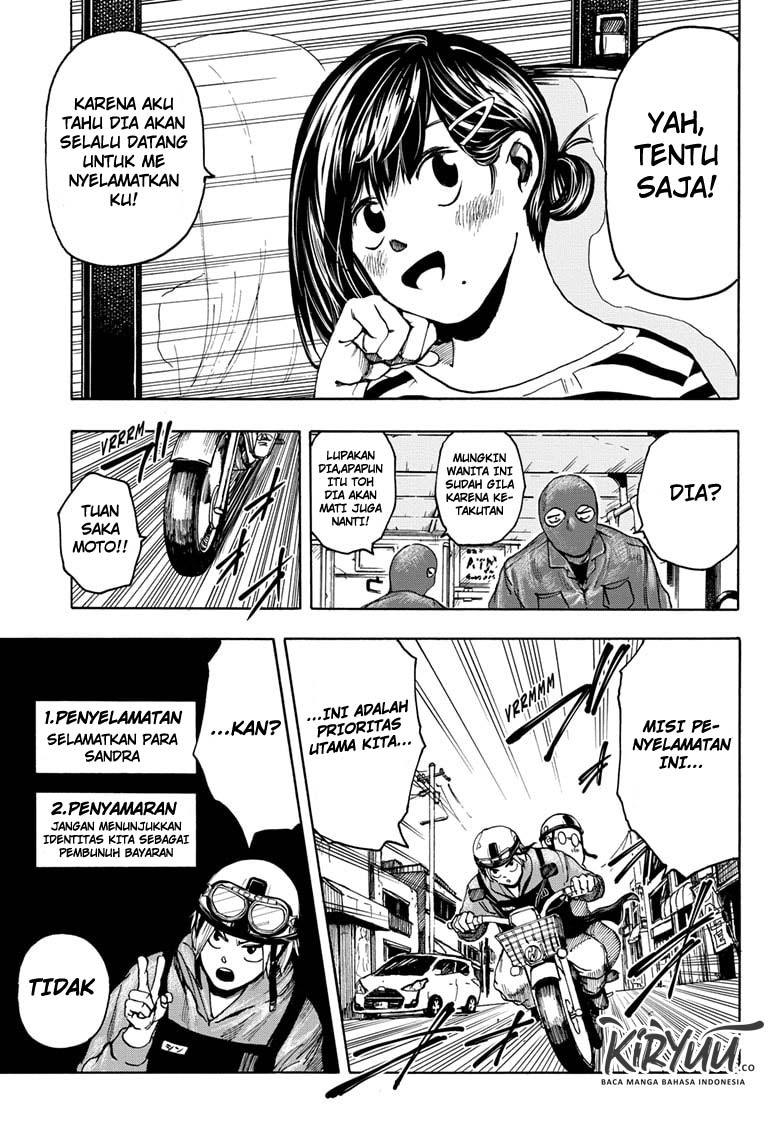 YAH,
TENTU
SAJA!
KARENA AKU
TAHU DIA AKAN
SELALU DATANG
UNTUK ME
NYELAMATKAN
KU!
DIA?
MUNGKIN
WANITA INI
SUDAH GILA
KARENA KE-
TAKUTAN
LUPAKAN
DIA,APAPUN
ITU TOH
DIA AKAN
MATI JUGA
NANTI!
VRRRM
TUAN
SAKA
MOTO!!
VRRMMM
MISI PE-
NYELAMATAN
INI...
...INI ADALAH
PRIORITAS
UTAMA KITA...
...KAN?
1.PENYELAMATAN
SELAMATKAN PARA
SANDRA
2.PENYAMARAN
JANGAN MENUNJUKKAN
IDENTITAS KITA SEBAGAI
PEMBUNUH BAYARAN
TIDAK
シン
KIRYUU.CO
BACA MANGA BAHASA INDONESIA